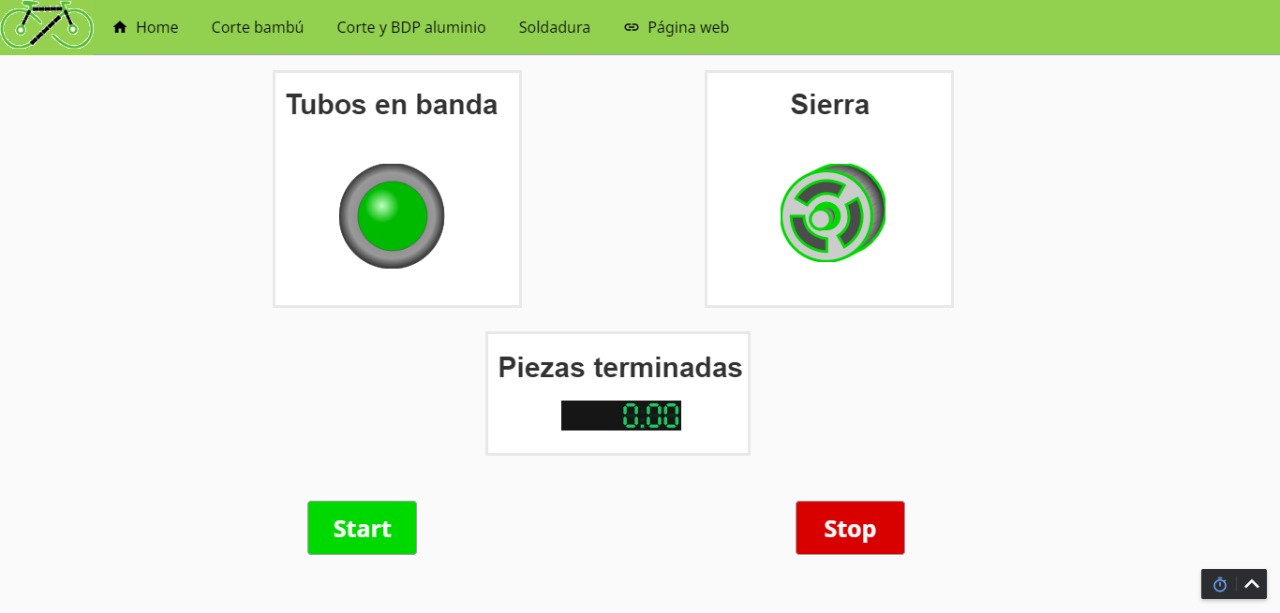 Home Corte bambú Corte y BDP aluminio Soldadura Página web
Tubos en banda
Sierra
Piezas terminadas
0.00
Start
Stop